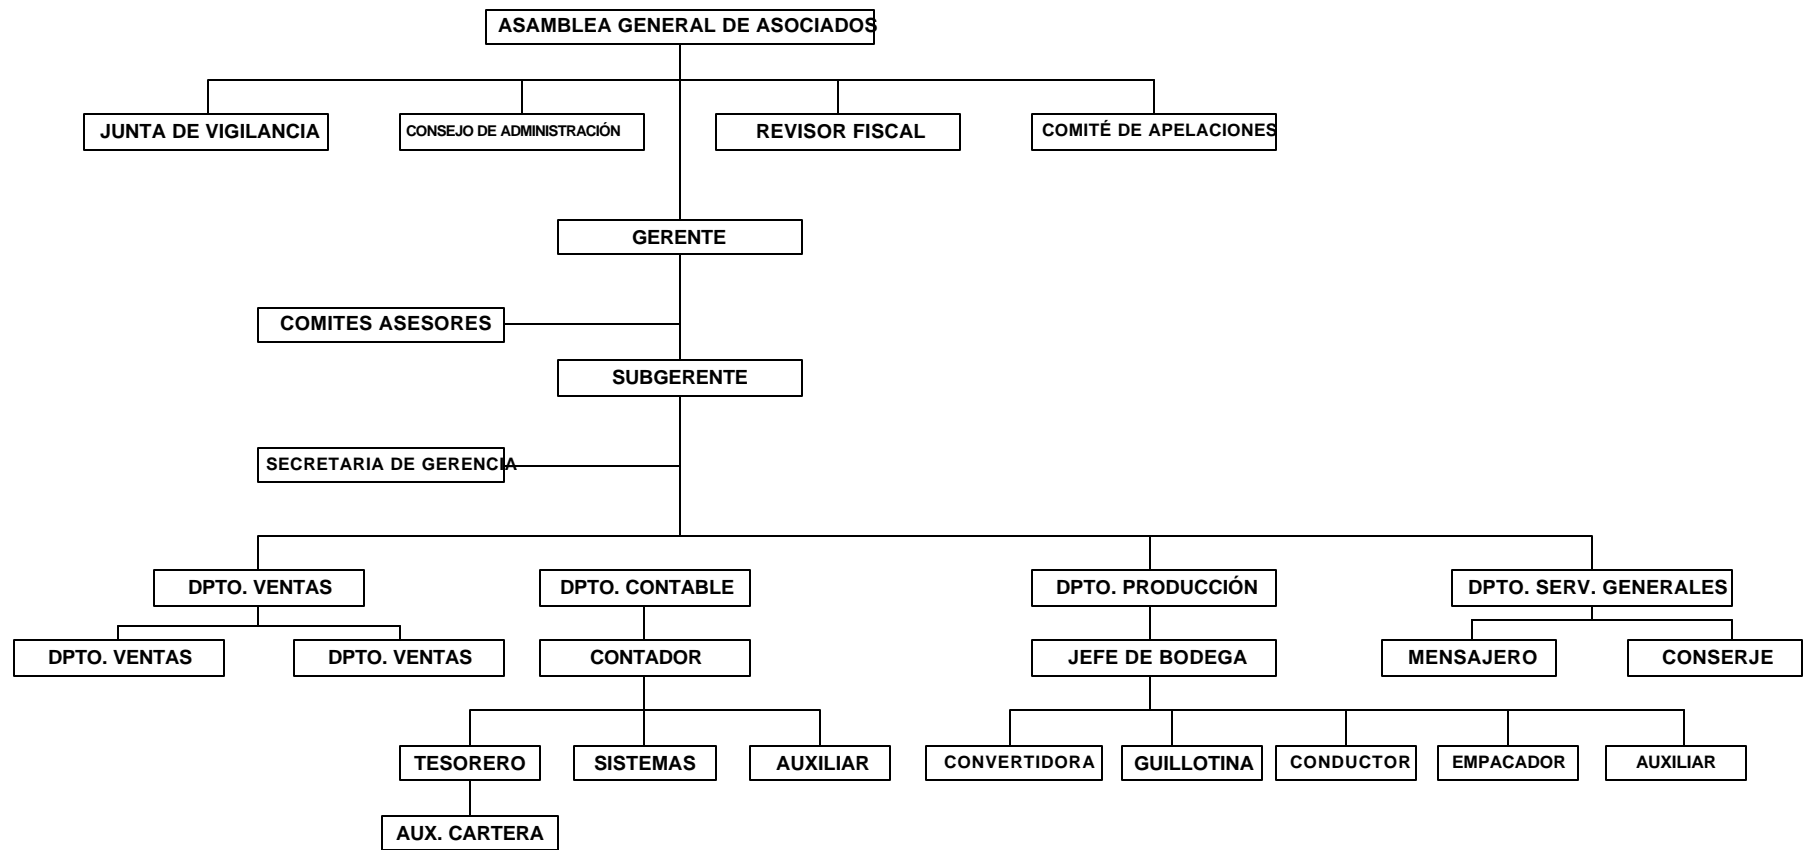 ASAMBLEA GENERAL DE ASOCIADOS
JUNTA DE VIGILANCIA
CONSEJO DE ADMINISTRACIÓN
REVISOR FISCAL
COMITÉ DE APELACIONES
GERENTE
COMITES ASESORES
SUBGERENTE
SECRETARIA DE GERENCIA
DPTO. VENTAS
DPTO. CONTABLE
DPTO. PRODUCCIÓN
DPTO. SERV. GENERALES
DPTO. VENTAS
DPTO. VENTAS
CONTADOR
JEFE DE BODEGA
MENSAJERO
CONSERJE
TESORERO
SISTEMAS
AUXILIAR
CONVERTIDORA
GUILLOTINA
CONDUCTOR
EMPACADOR
AUXILIAR
AUX. CARTERA